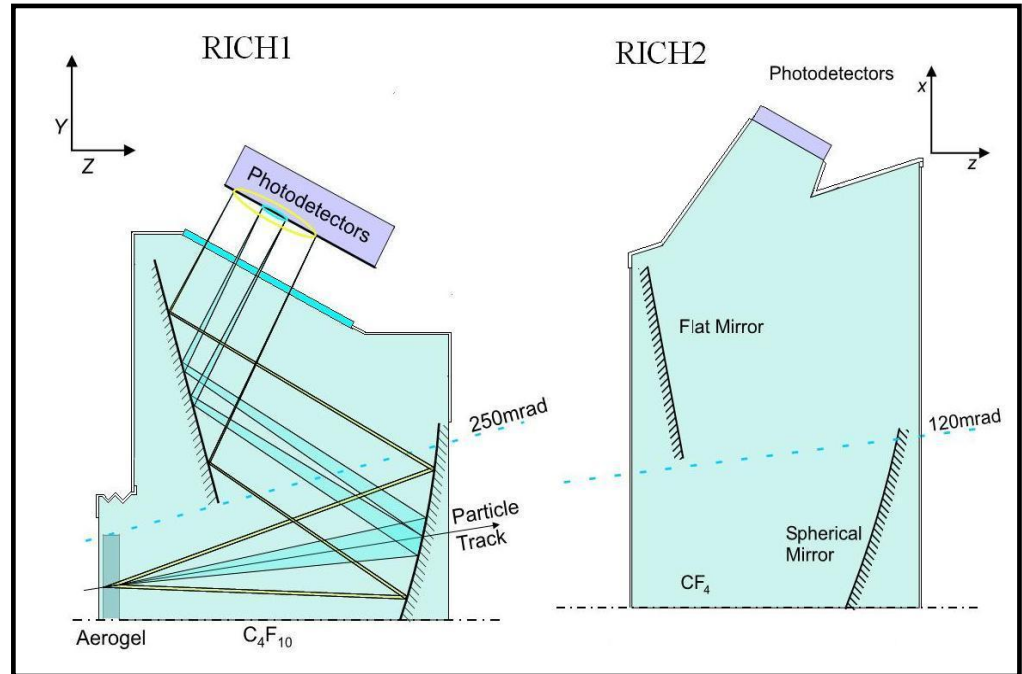 RICH1
Y
Z
Photodetectors
250mrad
Particle
Track
Aerogel
C₄F₁₀
RICH2
Photodetectors
x
z
Flat Mirror
120mrad
Spherical
Mirror
CF₄